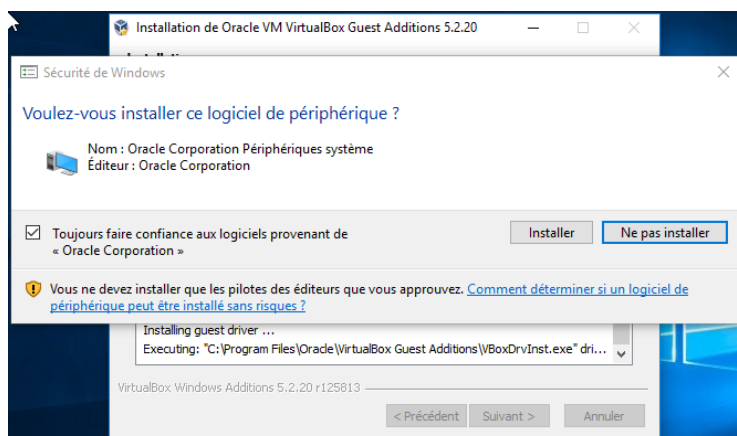 Installation de Oracle VM VirtualBox Guest Additions 5.2.20
Sécurité de Windows
Voulez-vous installer ce logiciel de périphérique ?
Nom : Oracle Corporation Périphériques système
Éditeur : Oracle Corporation
Toujours faire confiance aux logiciels provenant de
« Oracle Corporation »
Installer
Ne pas installer
Vous ne devez installer que les pilotes des éditeurs que vous approuvez. Comment déterminer si un logiciel de
périphérique peut être installé sans risques ?
Installing guest driver ...
Executing: "C:\Program Files\Oracle\VirtualBox Guest Additions\VBoxDrvInst.exe" dri...
VirtualBox Windows Additions 5.2.20 r125813
< Précédent
Suivant >
Annuler